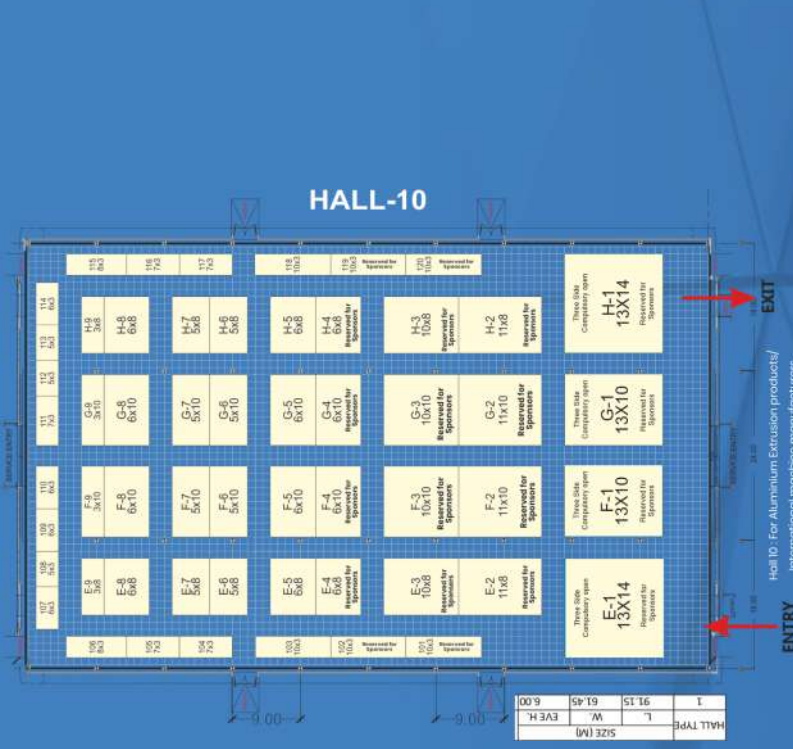 HALL-10
115
8x3
116
7x3
117
7x3
118
10x3
119
10x3
Reserved for
Sponsors
120
10x3
Reserved for
Sponsors
114
6x3
113
5x3
112
5x3
111
7x3
110
6x3
109
6x3
108
5x3
107
6x3
H-9
3x8
H-8
6x8
H-7
5x8
H-6
5x8
H-5
6x8
H-4
6x8
Reserved for
Sponsors
H-3
10x8
Reserved for
Sponsors
H-2
11x8
Reserved for
Sponsors
Three Side
Compulsory open
H-1
13X14
Reserved for
Sponsors
G-9
3x10
G-8
6x10
G-7
5X10
G-6
5x10
G-5
6x10
G-4
6x10
Reserved for
Sponsors
G-3
10x10
Reserved for
Sponsors
G-2
11x10
Reserved for
Sponsors
Three Side
Compulsory open
G-1
13X10
Reserved for
Sponsors
F-9
3x10
F-8
6x10
F-7
5X10
F-6
5x10
F-5
6x10
F-4
6x10
Reserved for
Sponsors
F-3
10x10
Reserved for
Sponsors
F-2
11x10
Reserved for
Sponsors
Three Side
Compulsory open
F-1
13X10
Reserved for
Sponsors
E-9
3x8
E-8
6x8
E-7
5x8
E-6
5x8
E-5
6x8
E-4
6x8
Reserved for
Sponsors
E-3
10x8
Reserved for
Sponsors
E-2
11x8
Reserved for
Sponsors
Three Side
Compulsory open
E-1
13X14
Reserved for
Sponsors
106
8x3
105
7x3
104
7x3
103
10x3
102
10x3
Reserved for
Sponsors
101
10x3
Reserved for
Sponsors
SERVICE ENTRY
SERVICE ENTRY
EXIT
ENTRY
Hall 10 : For Aluminium Extrusion products/
International machine manufacturers
9.00
9.00
HALL TYPE
SIZE (M)
L
W.
EVE H.
1
91.15
61.45
6.00